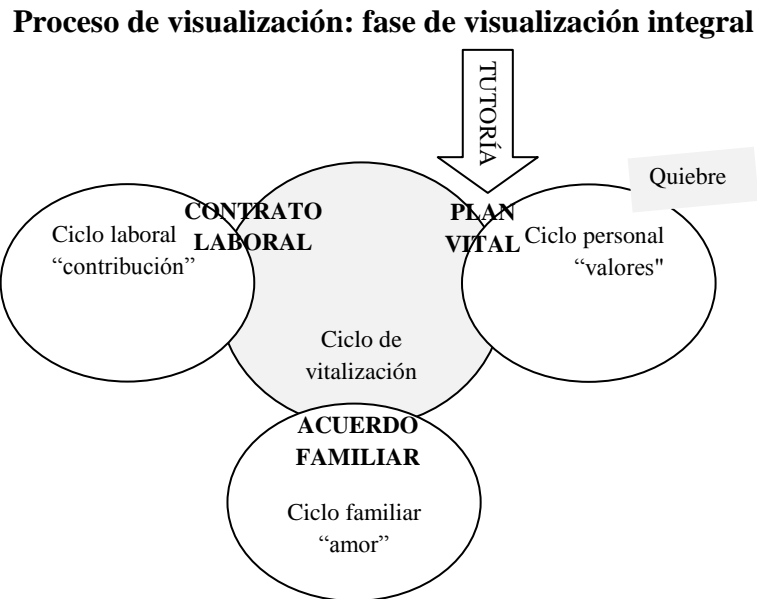 Proceso de visualización: fase de visualización integral
TUTORÍA
Quiebre
CONTRATO
LABORAL
Ciclo laboral
“contribución”
PLAN
VITAL
Ciclo personal
“valores"
Ciclo de
vitalización
ACUERDO
FAMILIAR
Ciclo familiar
“amor”